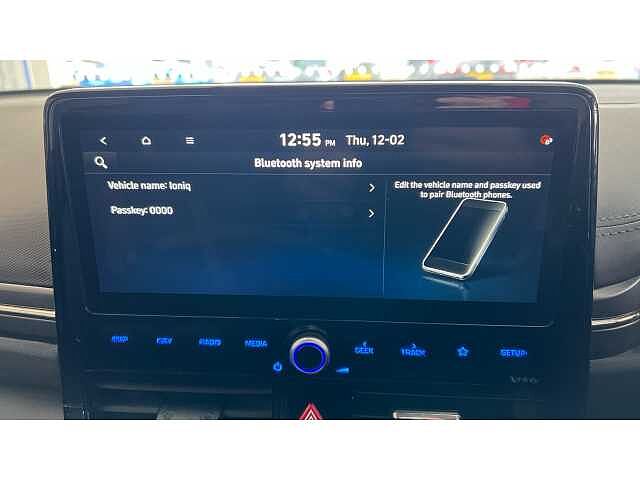 12:55 PM Thu, 12-02
Bluetooth system info
Vehicle name: Ioniq
Passkey: 0000
Edit the vehicle name and passkey used
to pair Bluetooth phones.
MAP NAV RADIO MEDIA SEEK TRACK SETUP